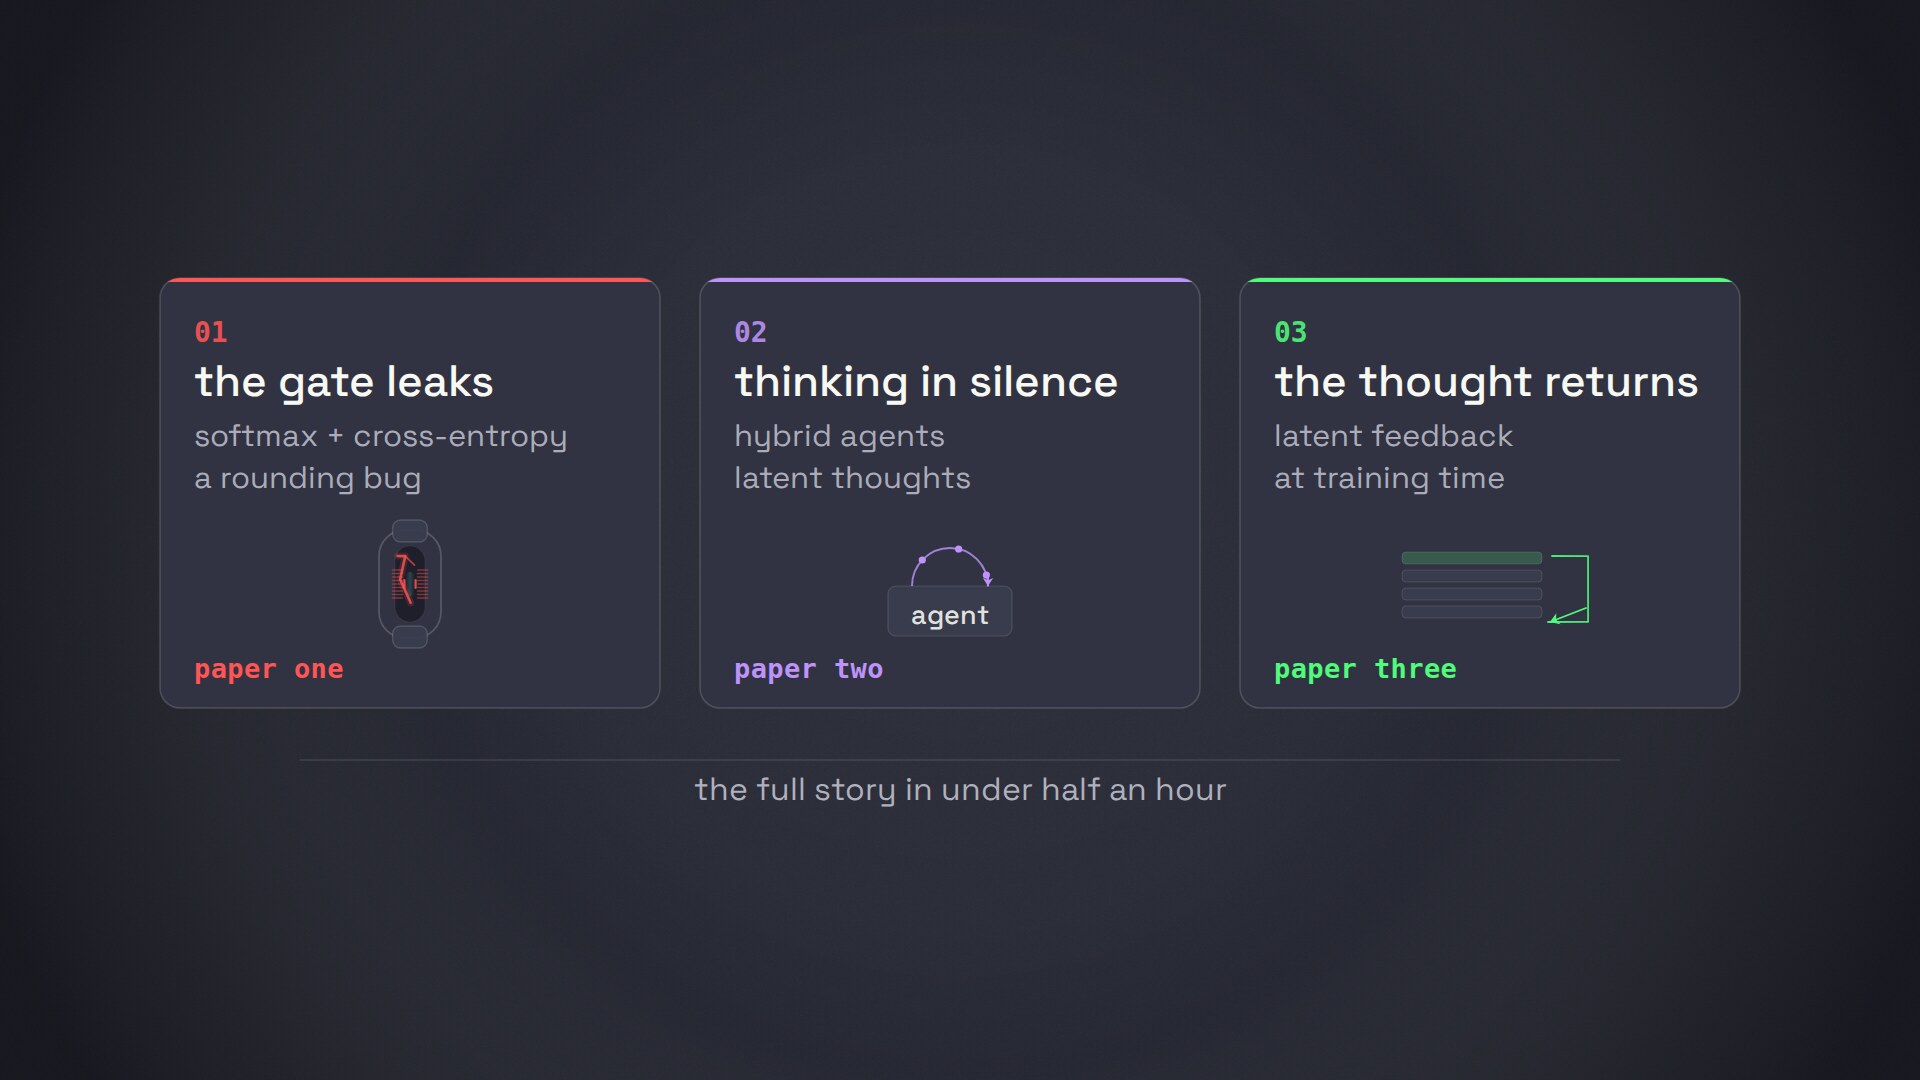 01
the gate leaks
softmax + cross-entropy
a rounding bug
paper one
02
thinking in silence
hybrid agents
latent thoughts
agent
paper two
03
the thought returns
latent feedback
at training time
paper three
the full story in under half an hour